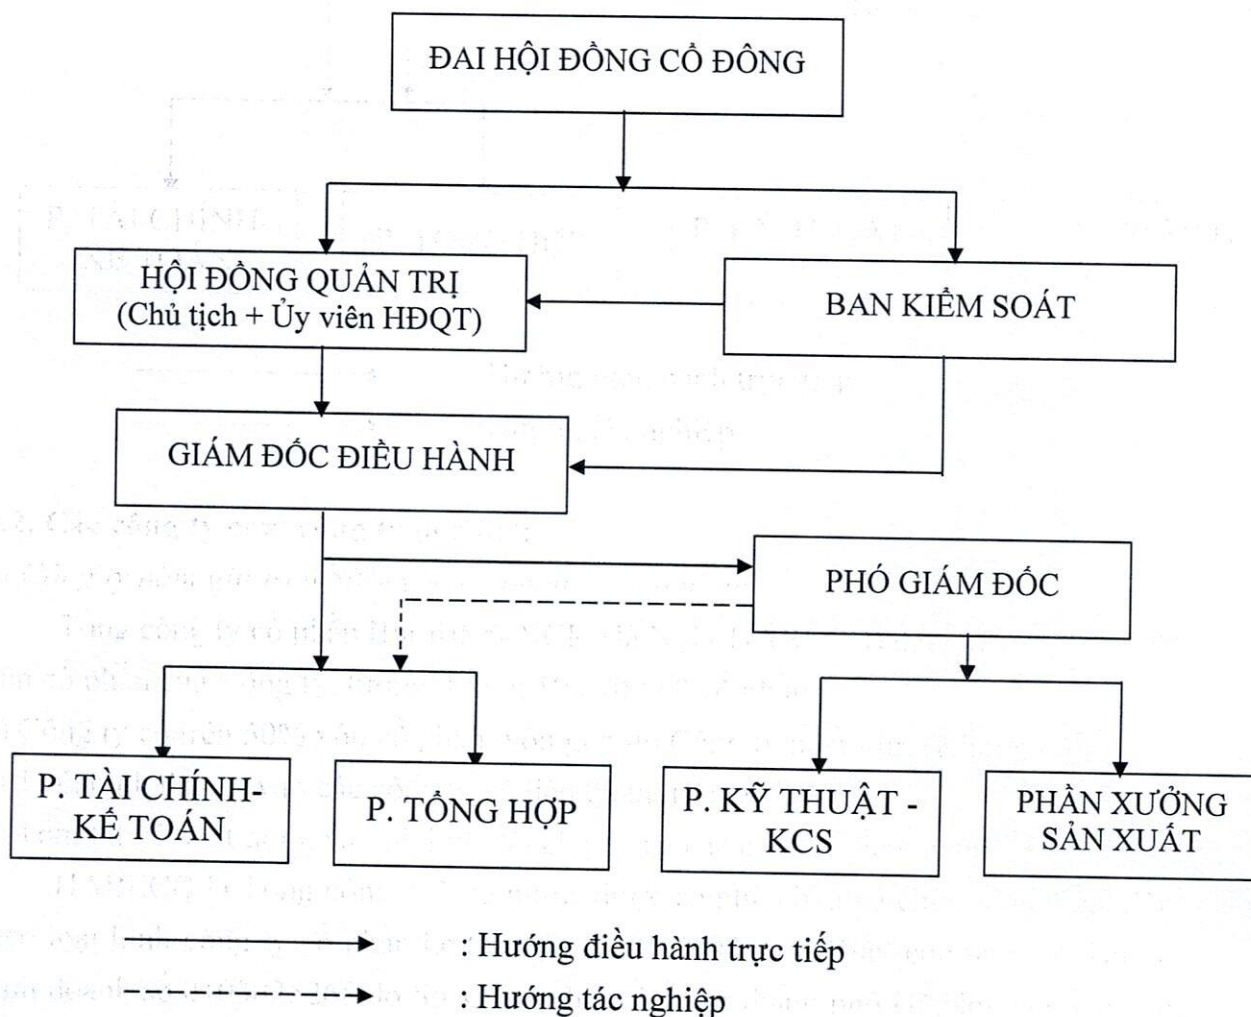 ĐAI HỘI ĐỒNG CỔ ĐÔNG
HỘI ĐỒNG QUẢN TRỊ
(Chủ tịch + Ủy viên HĐQT)
BAN KIỂM SOÁT
GIÁM ĐỐC ĐIỀU HÀNH
PHÓ GIÁM ĐỐC
P. TÀI CHÍNH-
KẾ TOÁN
P. TỔNG HỢP
P. KỸ THUẬT -
KCS
PHẦN XƯỞNG
SẢN XUẤT
: Hướng điều hành trực tiếp
: Hướng tác nghiệp